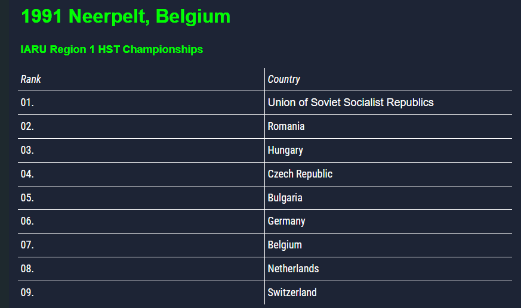 1991 Neerpelt, Belgium
IARU Region 1 HST Championships
Rank Country
01. Union of Soviet Socialist Republics
02. Romania
03. Hungary
04. Czech Republic
05. Bulgaria
06. Germany
07. Belgium
08. Netherlands
09. Switzerland